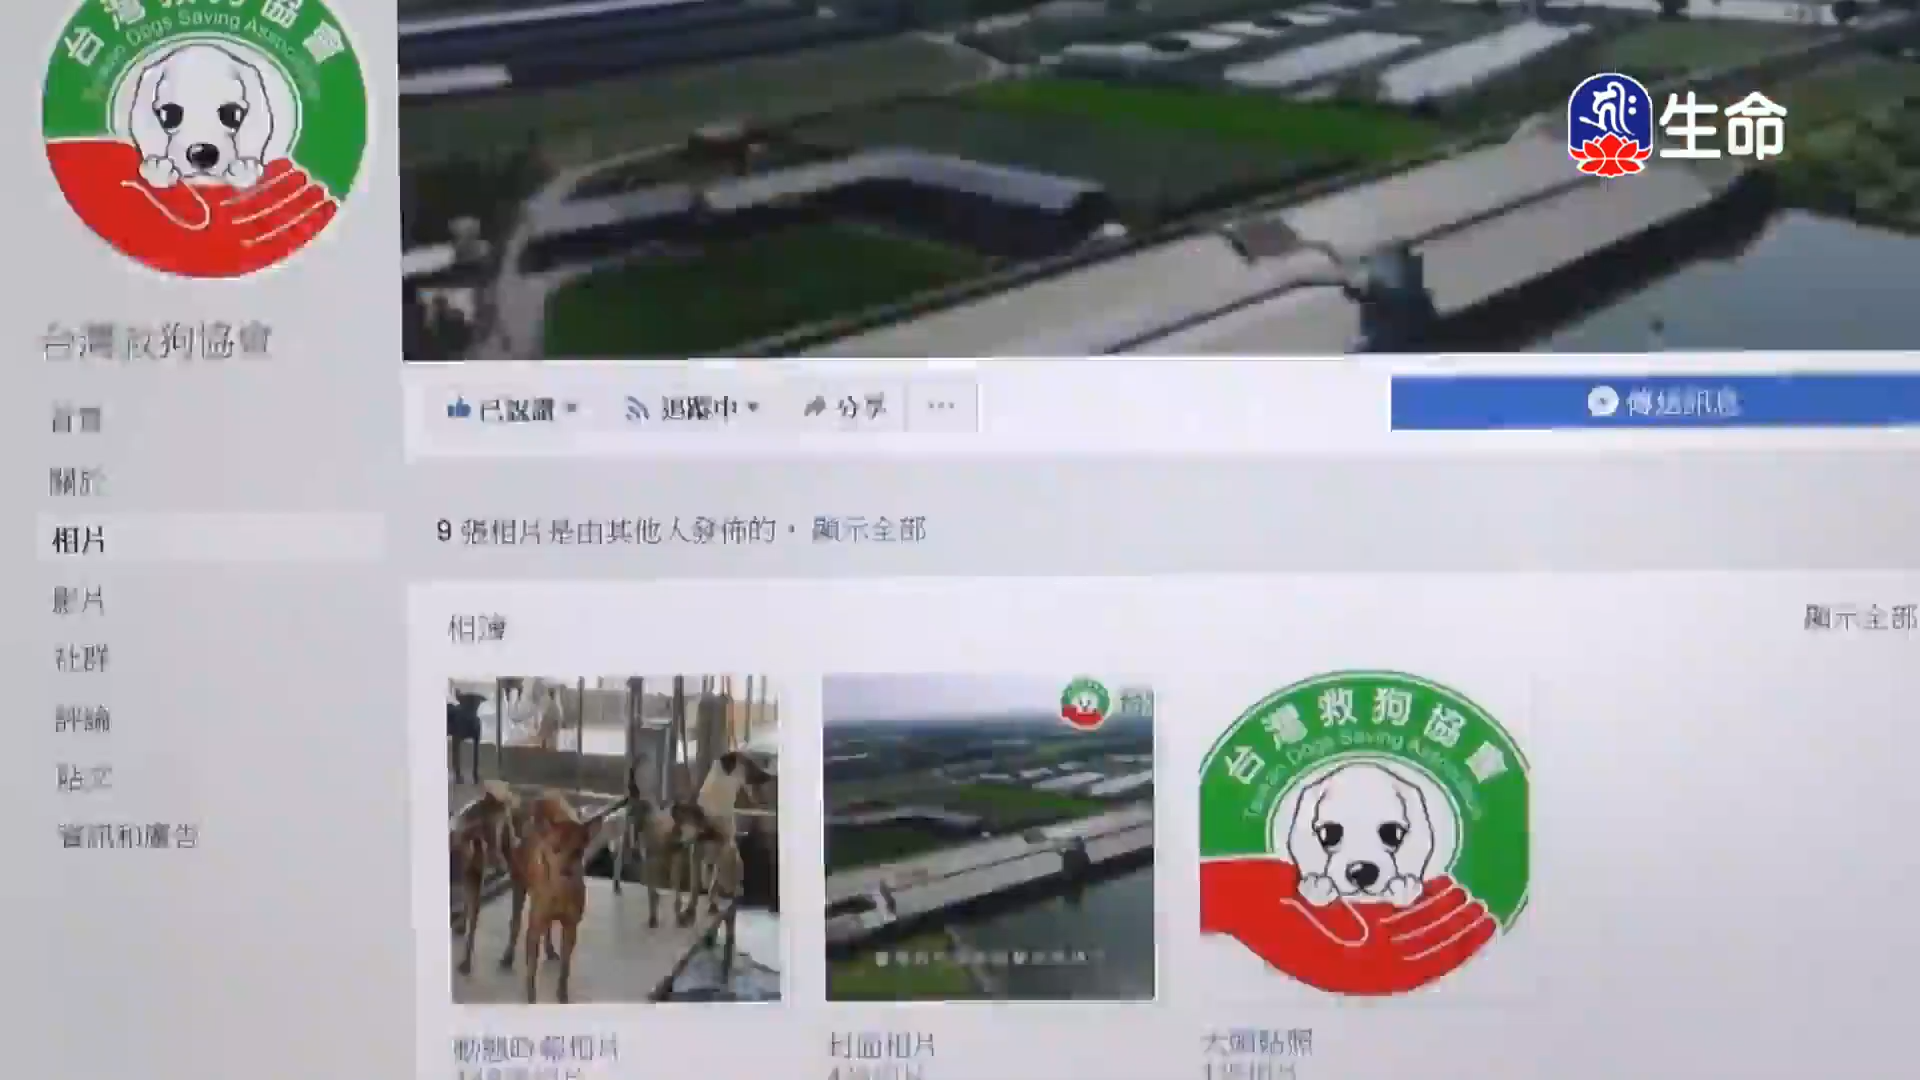 台灣救狗協會
Taiwan Dogs Saving Association
生命
台灣救狗協會
首頁
關於
相片
影片
社群
評論
貼文
資訊和廣告
已說讚
追蹤中
分享
傳送訊息
9 張相片是由其他人發佈的。 顯示全部
相簿
顯示全部
台灣救狗協會
Taiwan Dogs Saving Association
動態時報相片
封面相片
大頭貼照